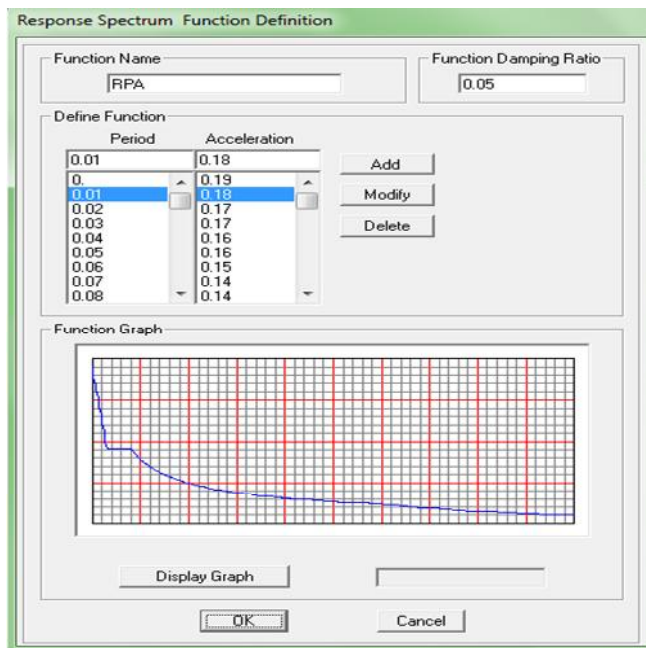 Response Spectrum Function Definition
Function Name
Function Damping Ratio
RPA
0.05
Define Function
Period Acceleration
0.01 0.18
Add
0. 0.19
0.01 0.18
Modify
0.02 0.17
0.03 0.17
Delete
0.04 0.16
0.05 0.16
0.06 0.15
0.07 0.14
0.08 0.14
Function Graph
Display Graph
OK
Cancel